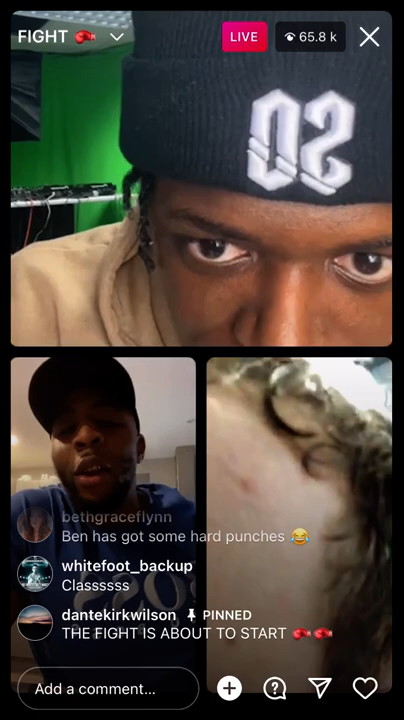 FIGHT 🥊
LIVE
65.8 k
bethgraceflynn
Ben has got some hard punches 😂
whitefoot_backup
Classssss
dantekirkwilson PINNED
THE FIGHT IS ABOUT TO START 🥊🥊
Add a comment...